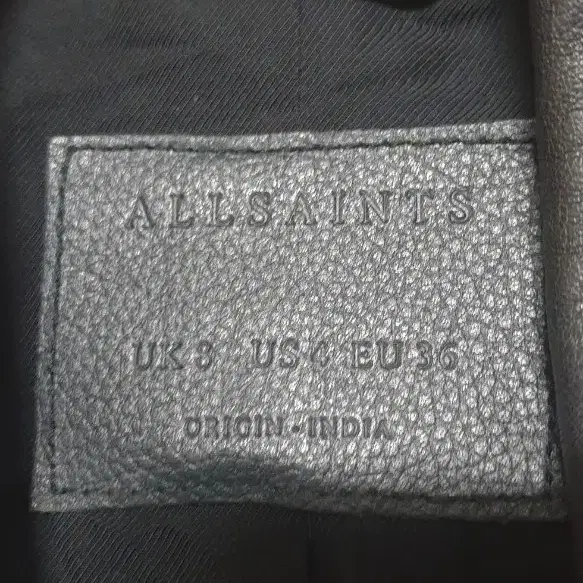 ALLSAINTS
UK 8 US 4 EU 36
ORIGIN - INDIA